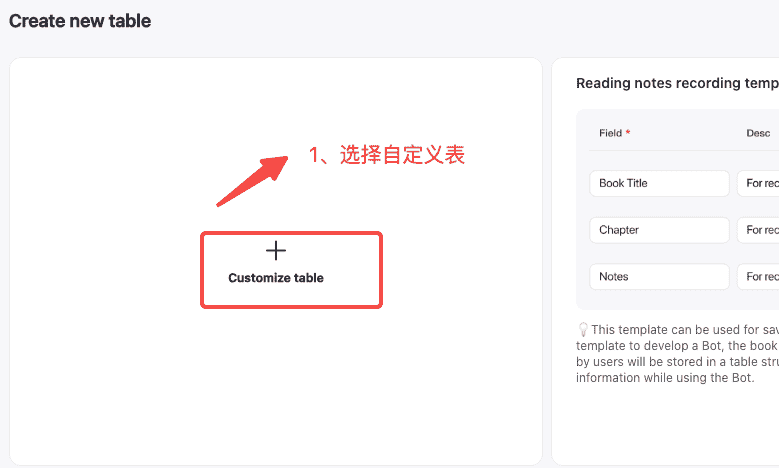 Create new table
1、选择自定义表
Customize table
Reading notes recording temp
Field * Desc
Book Title For rec
Chapter For rec
Notes For rec
This template can be used for sav
template to develop a Bot, the book
by users will be stored in a table stru
information while using the Bot.